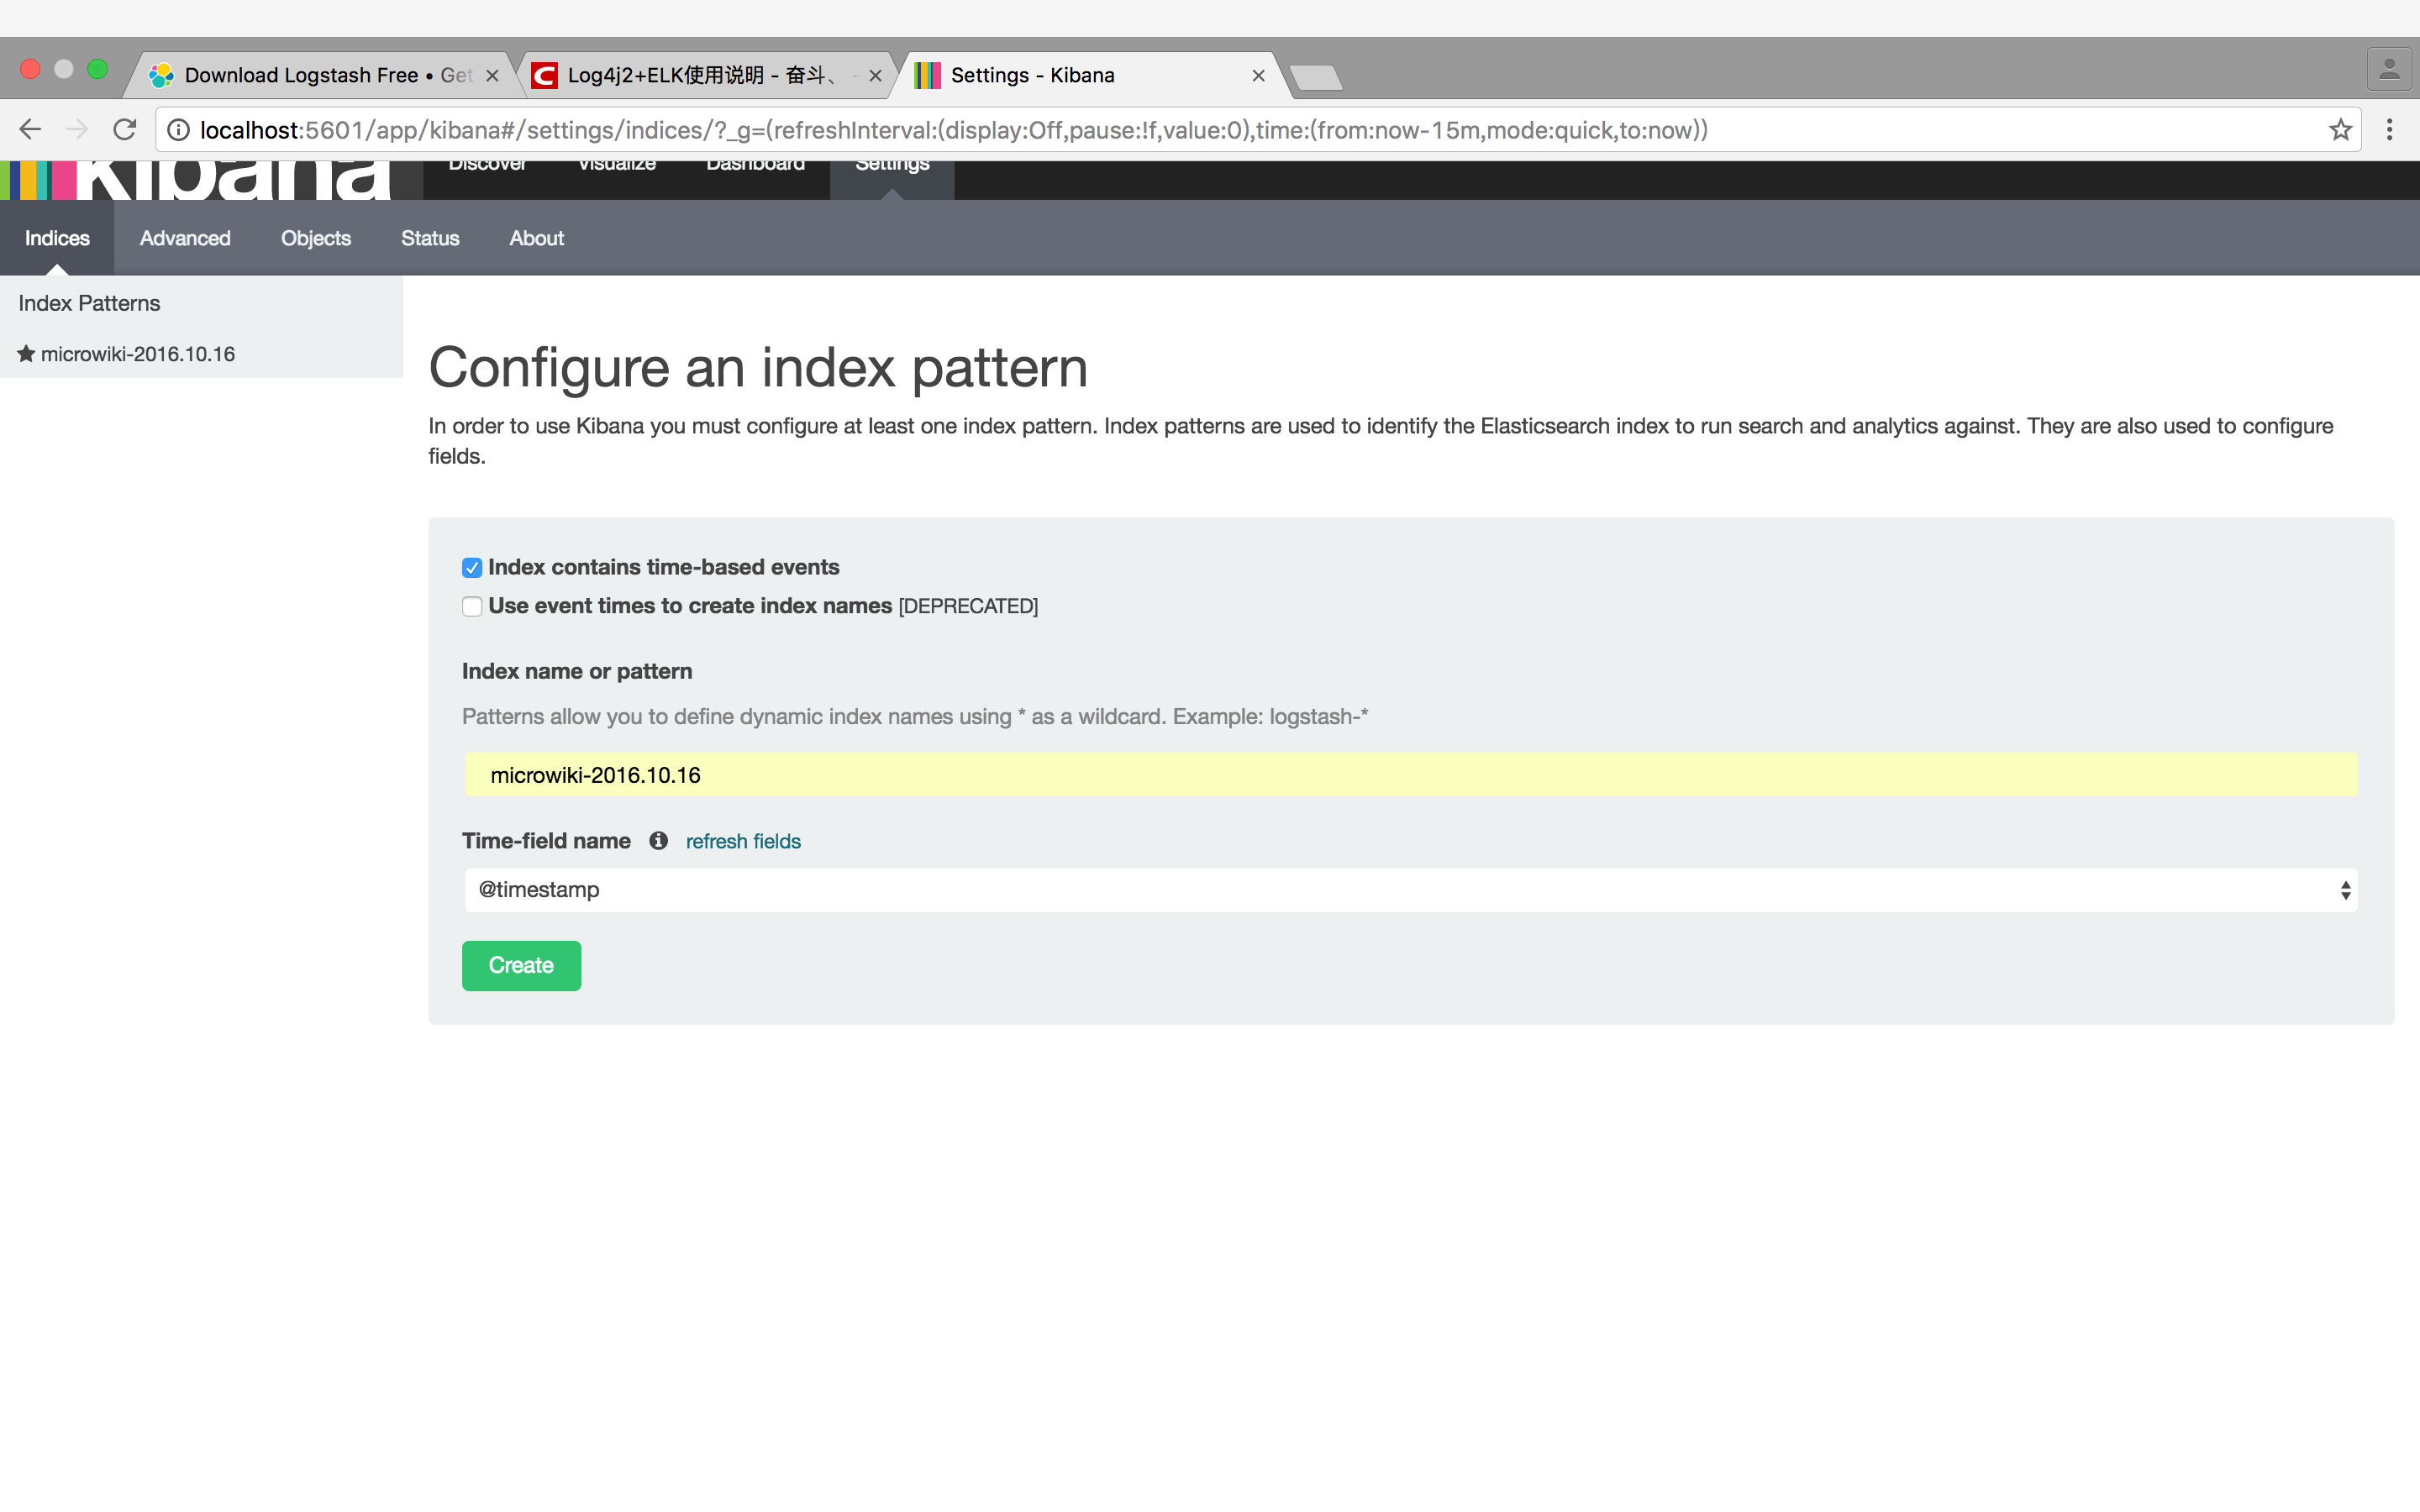 Download Logstash Free • Get
Log4j2+ELK使用说明 - 奋斗、 -
Settings - Kibana
localhost:5601/app/kibana#/settings/indices/?_g=(refreshInterval:(display:Off,pause:!f,value:0),time:(from:now-15m,mode:quick,to:now))
kibana Discover Visualize Dashboard Settings
Indices Advanced Objects Status About
Index Patterns
microwiki-2016.10.16
Configure an index pattern
In order to use Kibana you must configure at least one index pattern. Index patterns are used to identify the Elasticsearch index to run search and analytics against. They are also used to configure
fields.
Index contains time-based events
Use event times to create index names [DEPRECATED]
Index name or pattern
Patterns allow you to define dynamic index names using * as a wildcard. Example: logstash-*
microwiki-2016.10.16
Time-field name refresh fields
@timestamp
Create